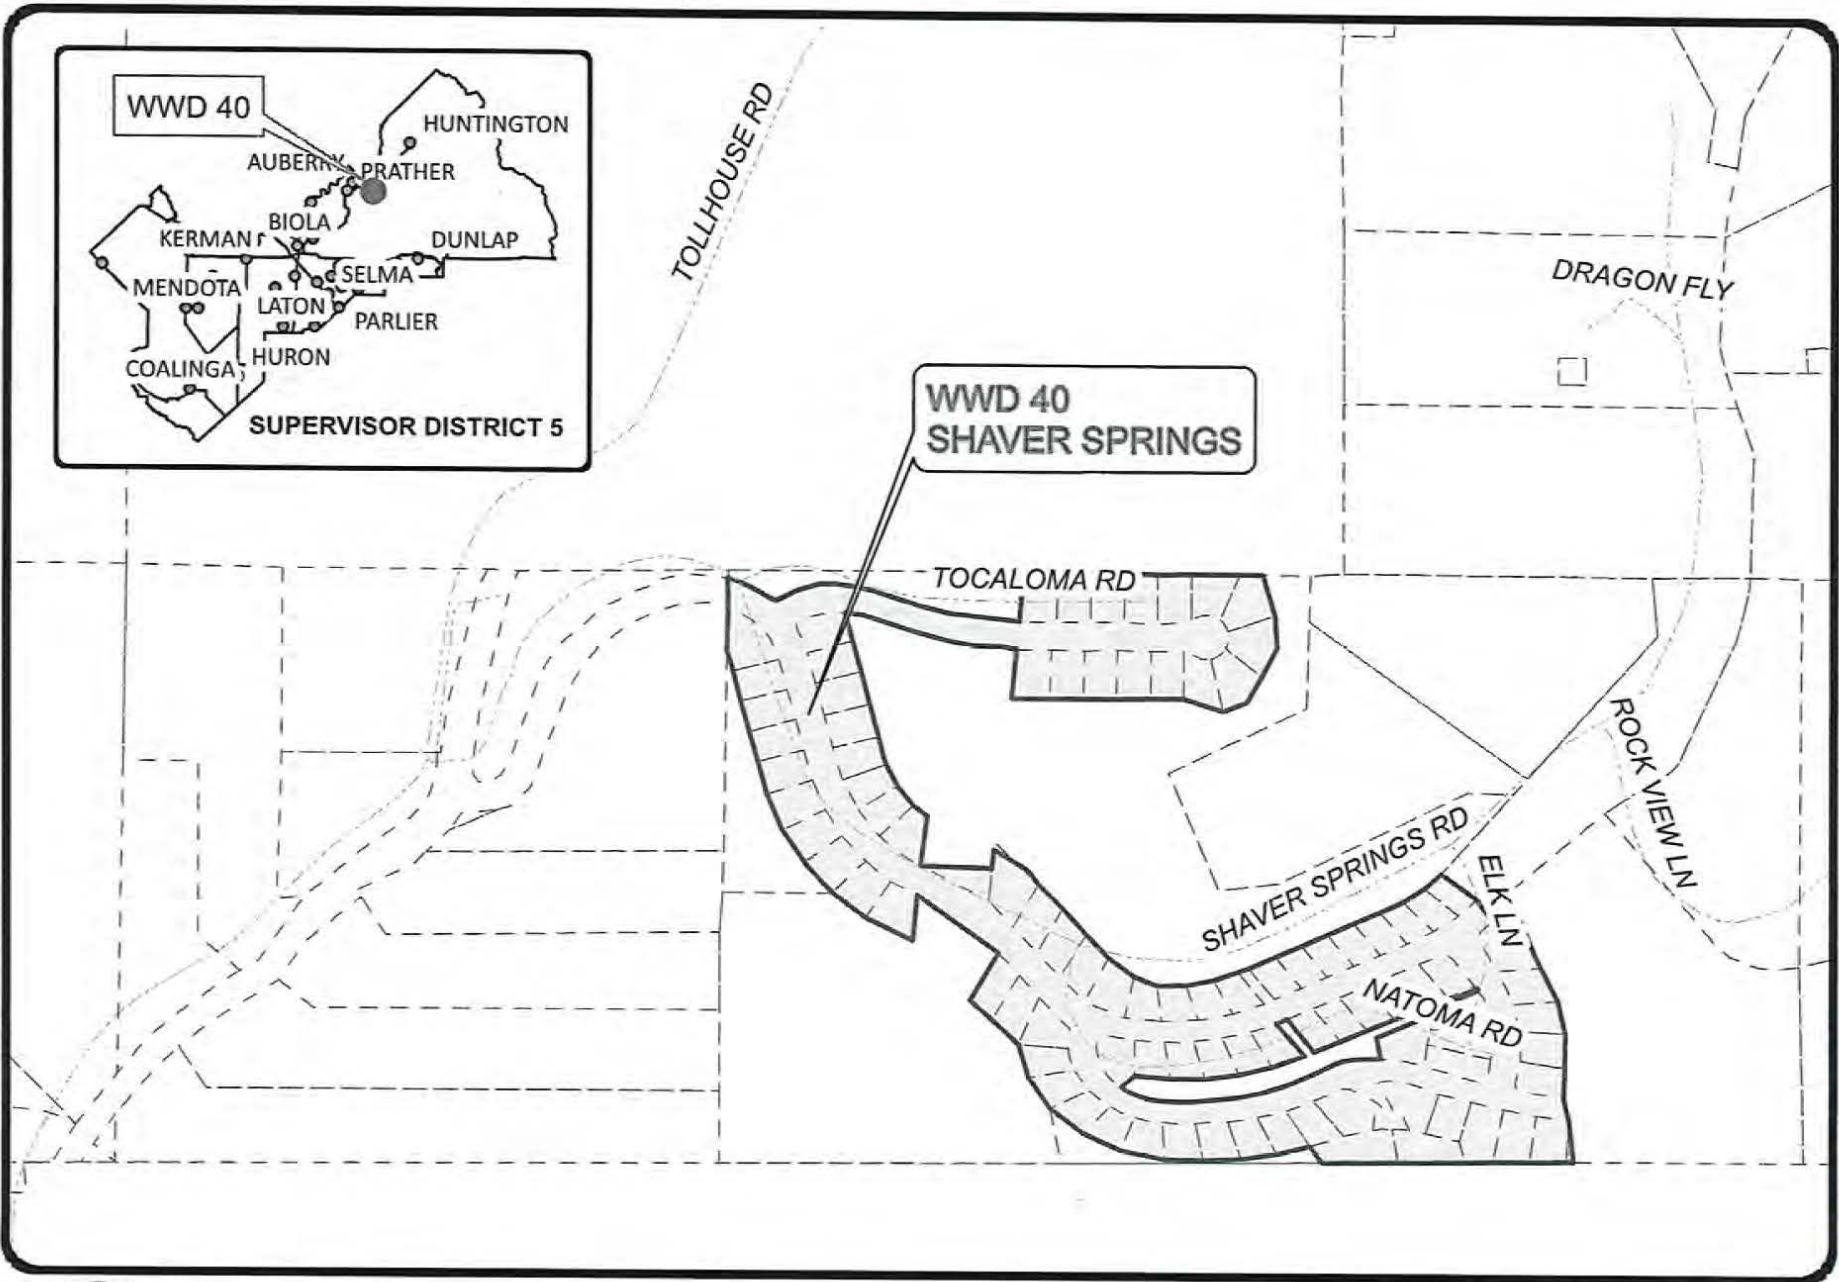 WWD 40
HUNTINGTON
AUBERRY
PRATHER
BIOLA
KERMAN
DUNLAP
SELMA
MENDOTA
LATON
PARLIER
HURON
COALINGA
SUPERVISOR DISTRICT 5
TOLLHOUSE RD
DRAGON FLY
WWD 40
SHAVER SPRINGS
TOCALOMA RD
ROCK VIEW LN
SHAVER SPRINGS RD
ELK LN
NATOMA RD